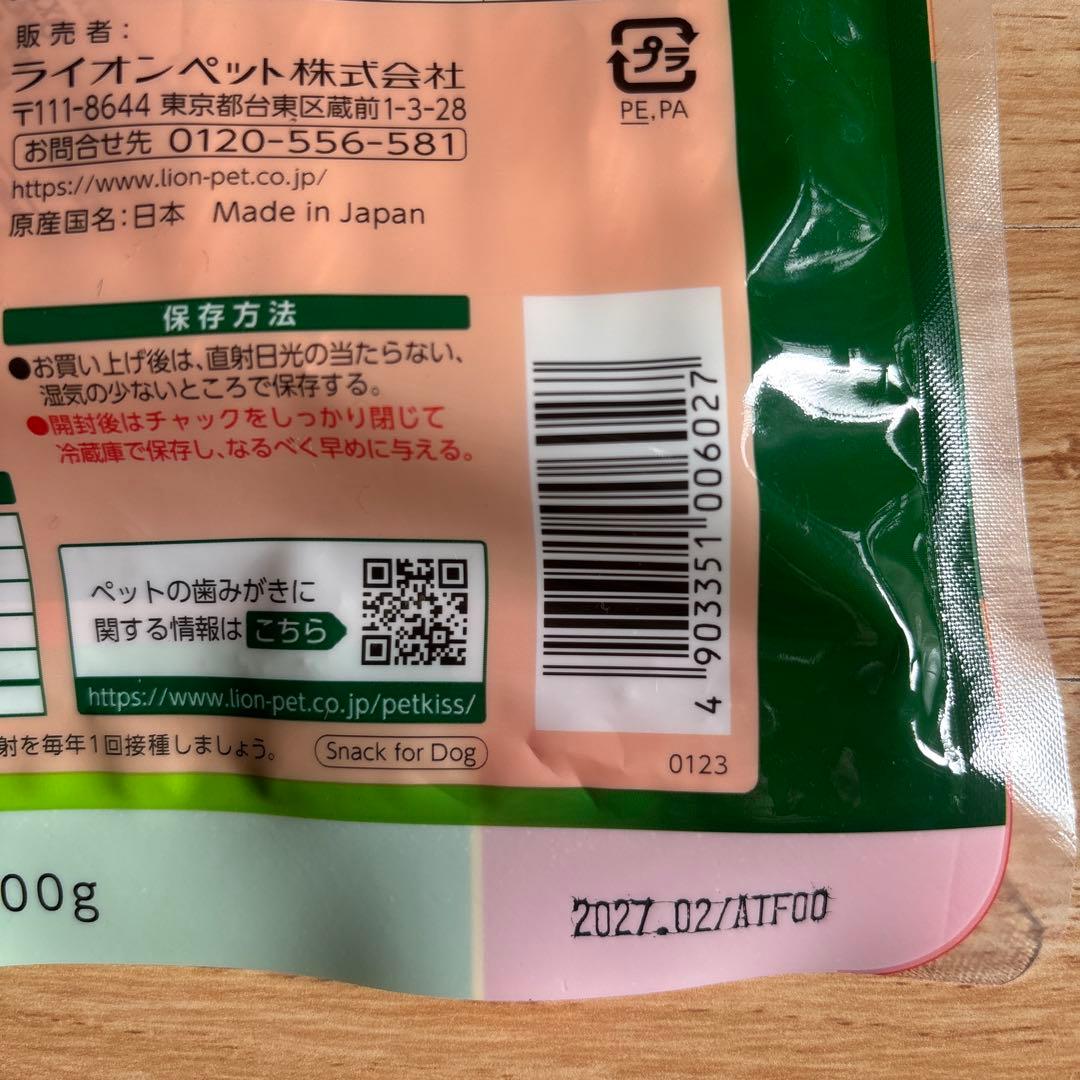 販売者：
ライオンペット株式会社
〒111-8644 東京都台東区蔵前1-3-28
お問合せ先 0120-556-581
https://www.lion-pet.co.jp/
原産国名：日本 Made in Japan
プラ
PE,PA
保存方法
●お買い上げ後は、直射日光の当たらない、
湿気の少ないところで保存する。
●開封後はチャックをしっかり閉じて
冷蔵庫で保存し、なるべく早めに与える。
4 903351 006027
ペットの歯みがきに
関する情報は こちら
https://www.lion-pet.co.jp/petkiss/
射を毎年1回接種しましょう。
Snack for Dog
0123
00g
2027.02/ATF00